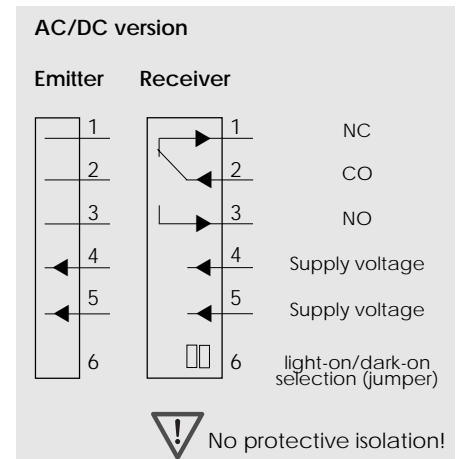 AC/DC version
Emitter Receiver
1 1 NC
2 2 CO
3 3 NO
4 4 Supply voltage
5 5 Supply voltage
6 6 light-on/dark-on
selection (jumper)
! No protective isolation!